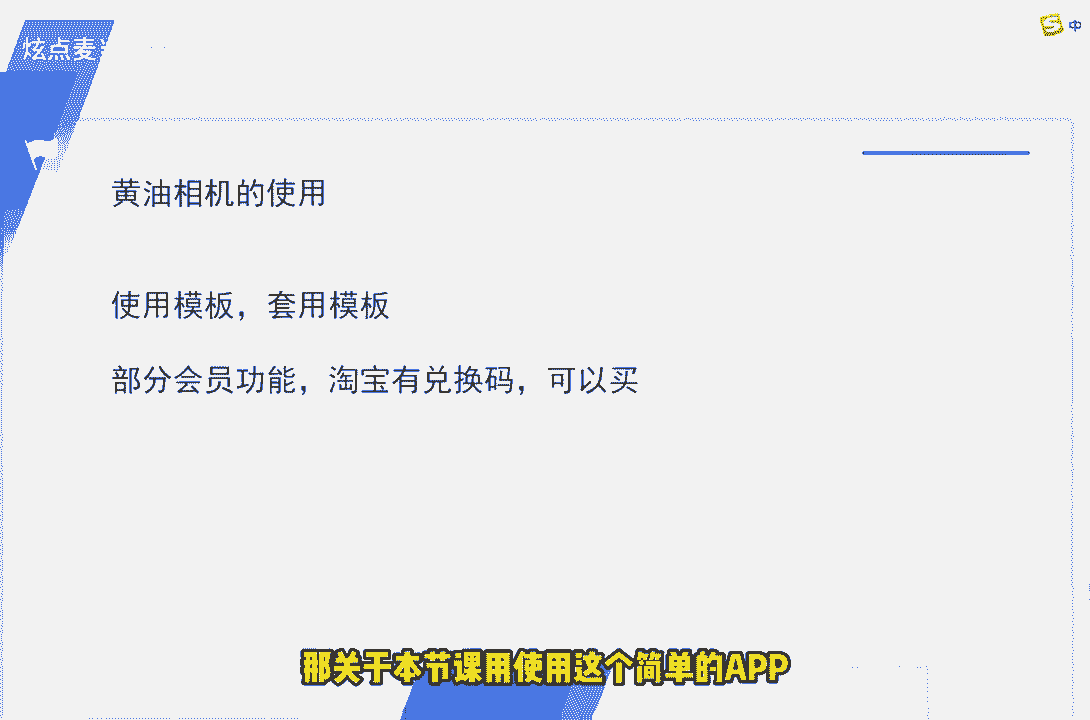 炫点麦
中
黄油相机的使用
使用模板，套用模板
部分会员功能，淘宝有兑换码，可以买
那关于本节课用使用这个简单的APP